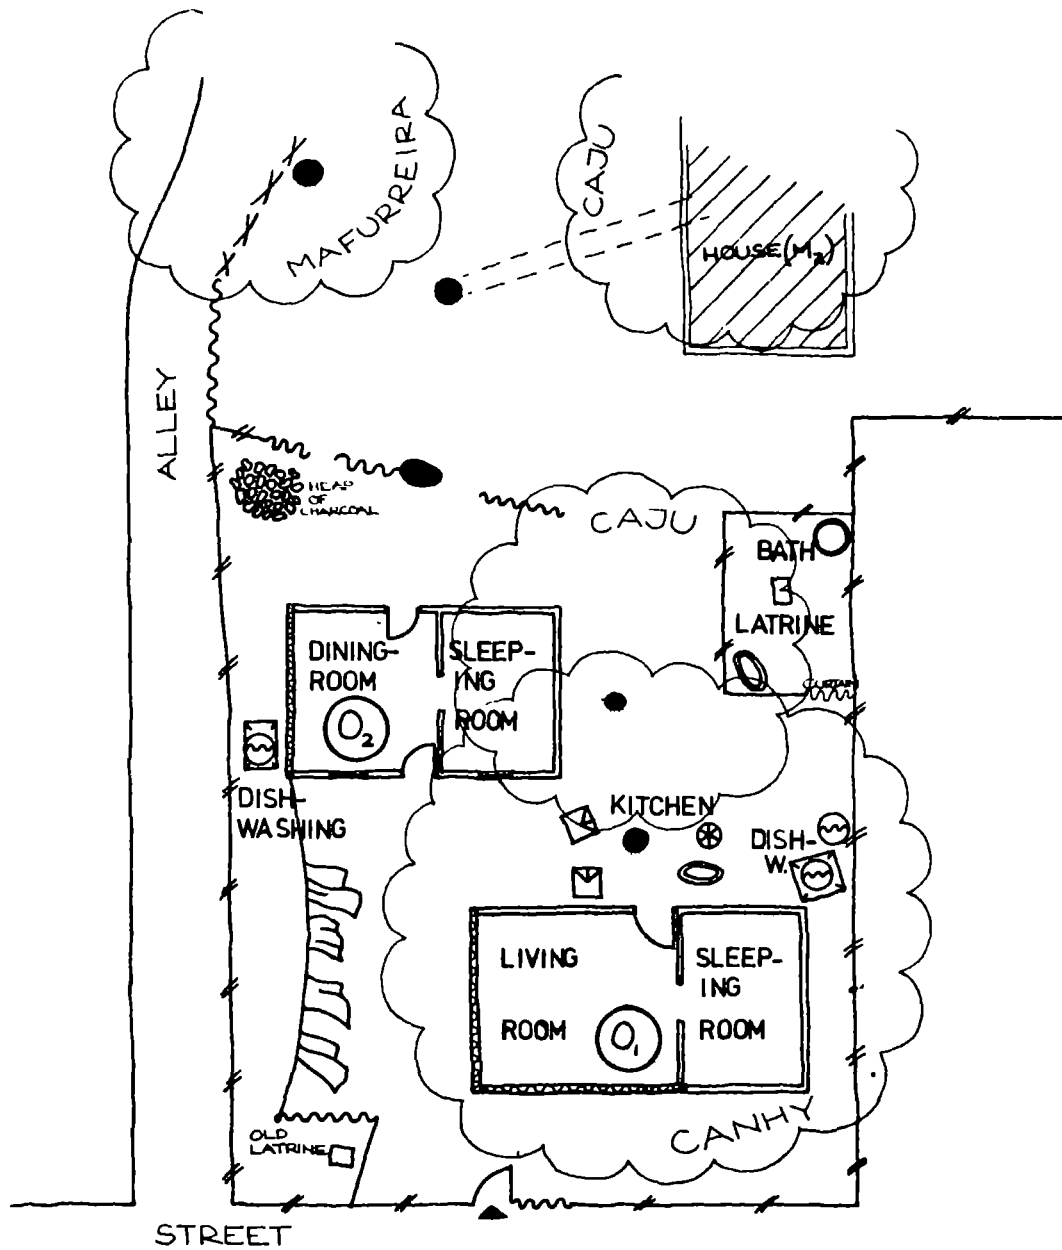 MAFURREIRA
CAJU
HOUSE (M2)
ALLEY
HEAP
OF
CHARCOAL
CAJU
BATH
LATRINE
CURTAIN
DINING-
ROOM
O2
SLEEP-
ING
ROOM
DISH-
WASHING
KITCHEN
DISH-
W.
LIVING
ROOM
O1
SLEEP-
ING
ROOM
CANHY
OLD
LATRINE
STREET